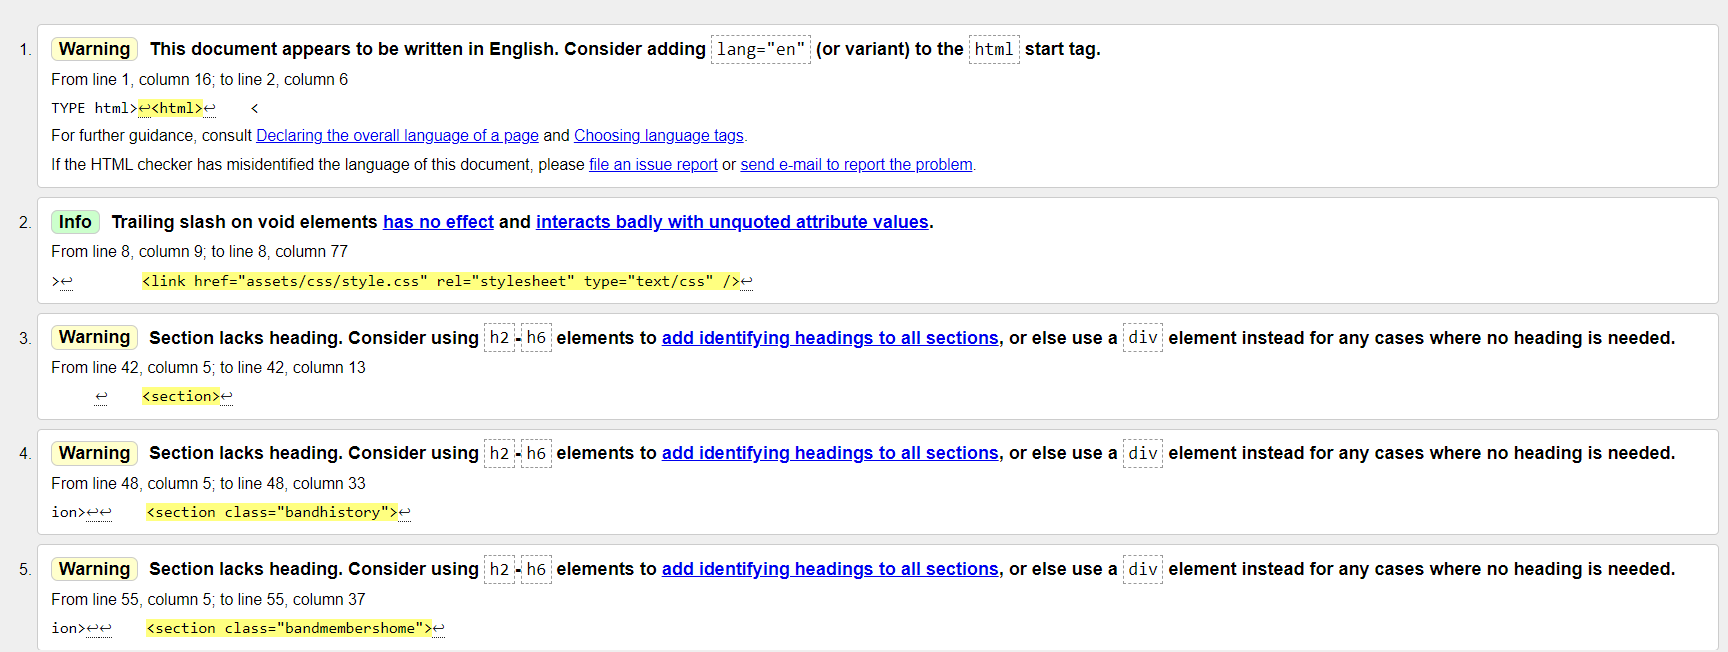 1. Warning This document appears to be written in English. Consider adding lang="en" (or variant) to the html start tag.
From line 1, column 16; to line 2, column 6
TYPE html>↩<html>↩    <
For further guidance, consult Declaring the overall language of a page and Choosing language tags.
If the HTML checker has misidentified the language of this document, please file an issue report or send e-mail to report the problem.
2. Info Trailing slash on void elements has no effect and interacts badly with unquoted attribute values.
From line 8, column 9; to line 8, column 77
>↩        <link href="assets/css/style.css" rel="stylesheet" type="text/css" />↩
3. Warning Section lacks heading. Consider using h2-h6 elements to add identifying headings to all sections, or else use a div element instead for any cases where no heading is needed.
From line 42, column 5; to line 42, column 13
↩    <section>↩
4. Warning Section lacks heading. Consider using h2-h6 elements to add identifying headings to all sections, or else use a div element instead for any cases where no heading is needed.
From line 48, column 5; to line 48, column 33
ion>↩↩    <section class="bandhistory">↩
5. Warning Section lacks heading. Consider using h2-h6 elements to add identifying headings to all sections, or else use a div element instead for any cases where no heading is needed.
From line 55, column 5; to line 55, column 37
ion>↩↩    <section class="bandmembershome">↩